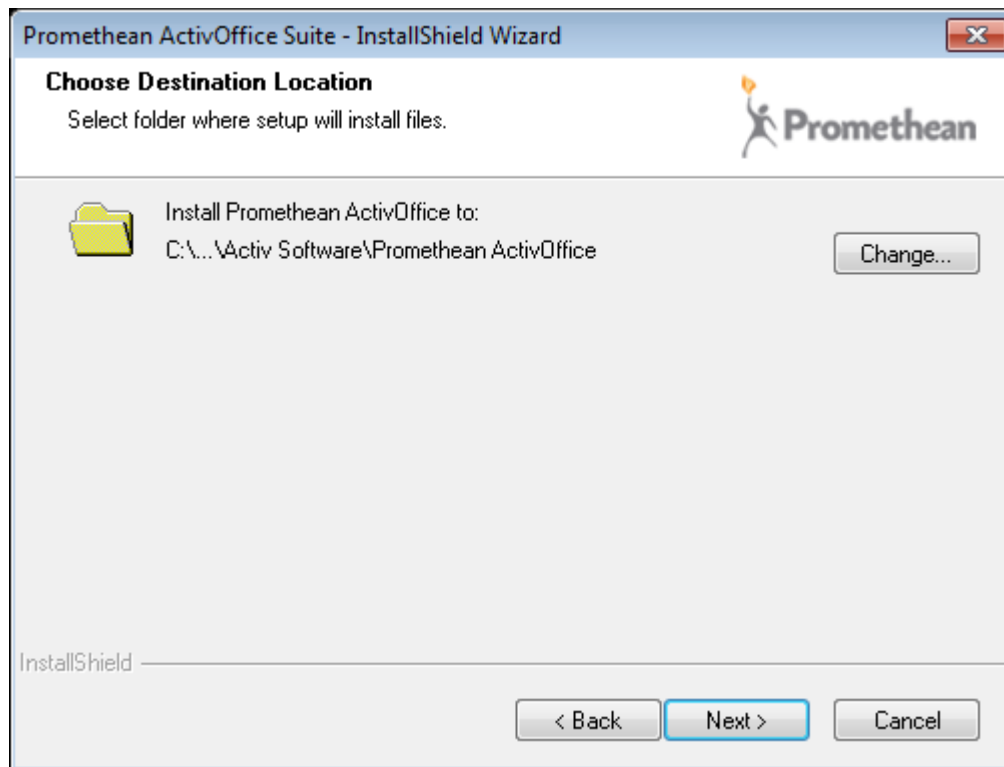 Promethean ActivOffice Suite - InstallShield Wizard
Choose Destination Location
Select folder where setup will install files.
Promethean
Install Promethean ActivOffice to:
C:\...\Activ Software\Promethean ActivOffice
Change...
InstallShield
< Back
Next >
Cancel